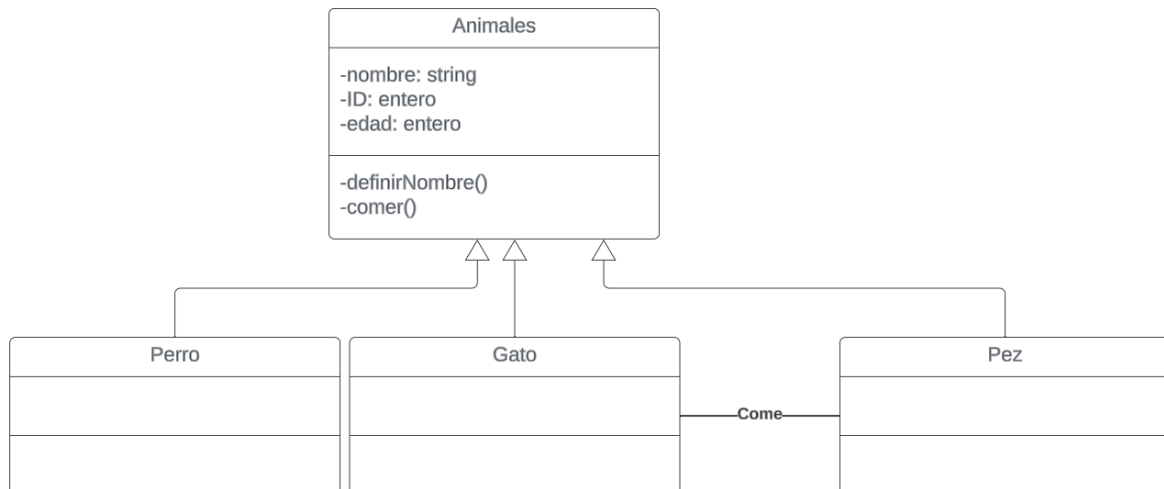 Animales
-nombre: string
-ID: entero
-edad: entero
-definirNombre()
-comer()
Perro
Gato
Pez
Come